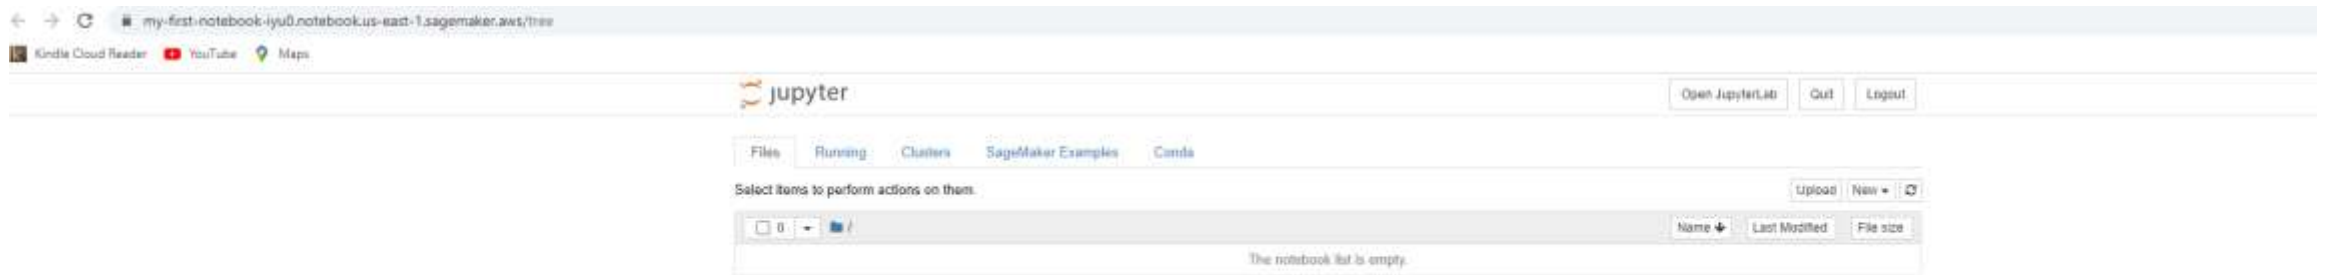 my-first-notebook-iyu0.notebook.us-east-1.sagemaker.aws/tree
Kindle Cloud Reader YouTube Maps
jupyter Open JupyterLab Quit Logout
Files Running Clusters SageMaker Examples Conda
Select items to perform actions on them. Upload New
0 / Name Last Modified File size
The notebook list is empty.